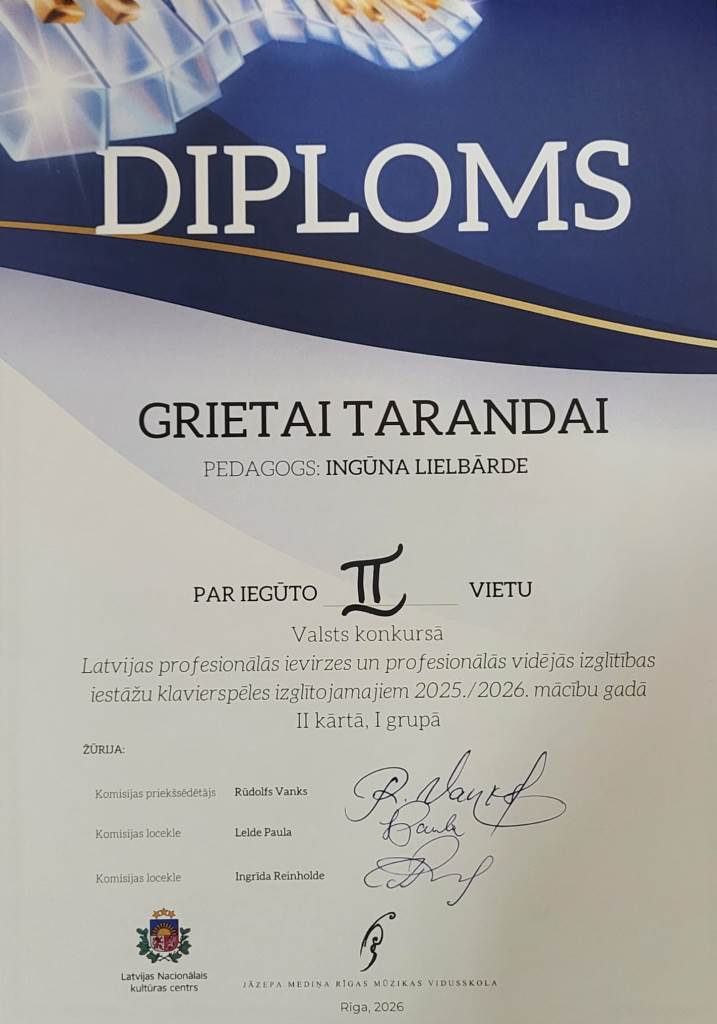 DIPLOMS
GRIETAI TARANDAI
PEDAGOGS: INGŪNA LIELBĀRDE
PAR IEGŪTO II VIETU
Valsts konkursā
Latvijas profesionālās ievirzes un profesionālās vidējās izglītības
iestāžu klavierspēles izglītojamajiem 2025./2026. mācību gadā
II kārtā, I grupā
ŽŪRIJA:
Komisijas priekšsēdētājs Rūdolfs Vanks
R. Vanks
Komisijas locekle Lelde Paula
Paula
Komisijas locekle Ingrīda Reinholde
Latvijas Nacionālais
kultūras centrs
JĀZEPA MEDIŅA RĪGAS MŪZIKAS VIDUSSKOLA
Rīga, 2026